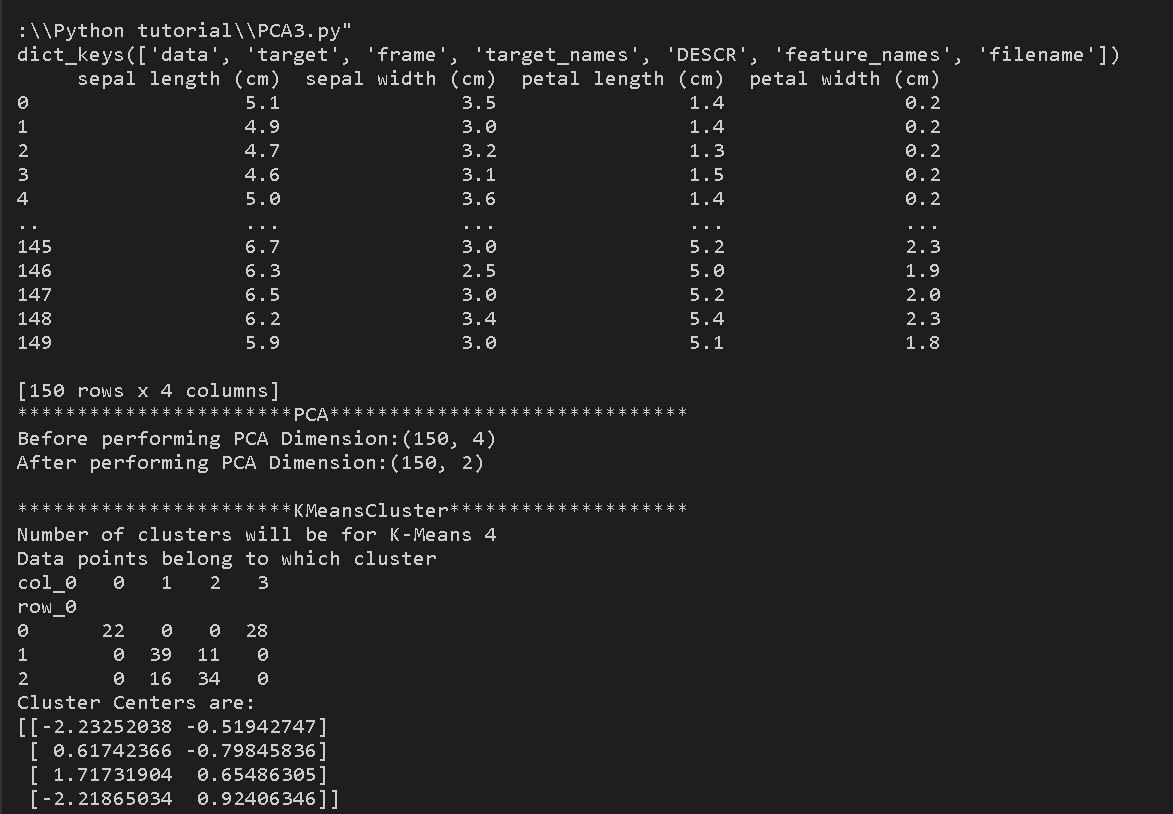 :\\Python tutorial\\PCA3.py"
dict_keys(['data', 'target', 'frame', 'target_names', 'DESCR', 'feature_names', 'filename'])
     sepal length (cm)  sepal width (cm)  petal length (cm)  petal width (cm)
0                  5.1               3.5                1.4               0.2
1                  4.9               3.0                1.4               0.2
2                  4.7               3.2                1.3               0.2
3                  4.6               3.1                1.5               0.2
4                  5.0               3.6                1.4               0.2
..                 ...               ...                ...               ...
145                6.7               3.0                5.2               2.3
146                6.3               2.5                5.0               1.9
147                6.5               3.0                5.2               2.0
148                6.2               3.4                5.4               2.3
149                5.9               3.0                5.1               1.8
[150 rows x 4 columns]
***********************PCA******************************
Before performing PCA Dimension:(150, 4)
After performing PCA Dimension:(150, 2)
***********************KMeansCluster********************
Number of clusters will be for K-Means 4
Data points belong to which cluster
col_0   0   1   2   3
row_0
0      22   0   0  28
1       0  39  11   0
2       0  16  34   0
Cluster Centers are:
[[-2.23252038 -0.51942747]
 [ 0.61742366 -0.79845836]
 [ 1.71731904  0.65486305]
 [-2.21865034  0.92406346]]